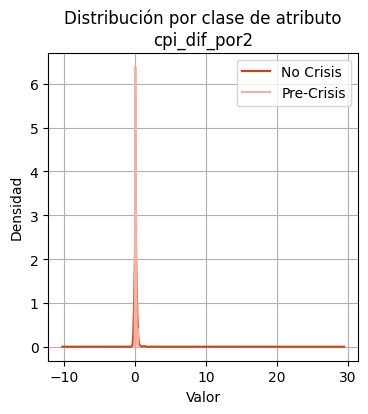 Distribución por clase de atributo
cpi_dif_por2
No Crisis
Pre-Crisis
Densidad
6
5
4
3
2
1
0
−10
0
10
20
30
Valor